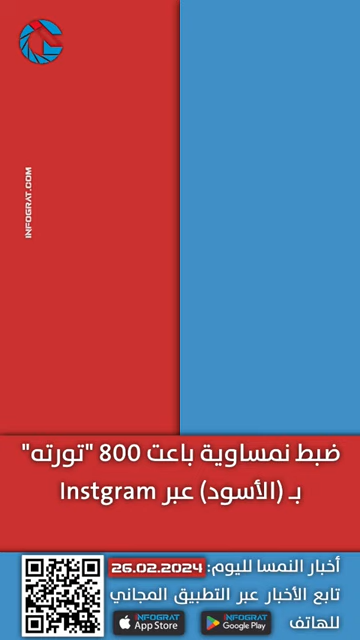 INFOGRAT.COM
ضبط نمساوية باعت 800 "تورته"
بـ (الأسود) عبر Instgram
أخبار النمسا لليوم: 26.02.2024
تابع الأخبار عبر التطبيق المجاني
للهاتف
INFOGRAT
App Store
INFOGRAT
Google Play